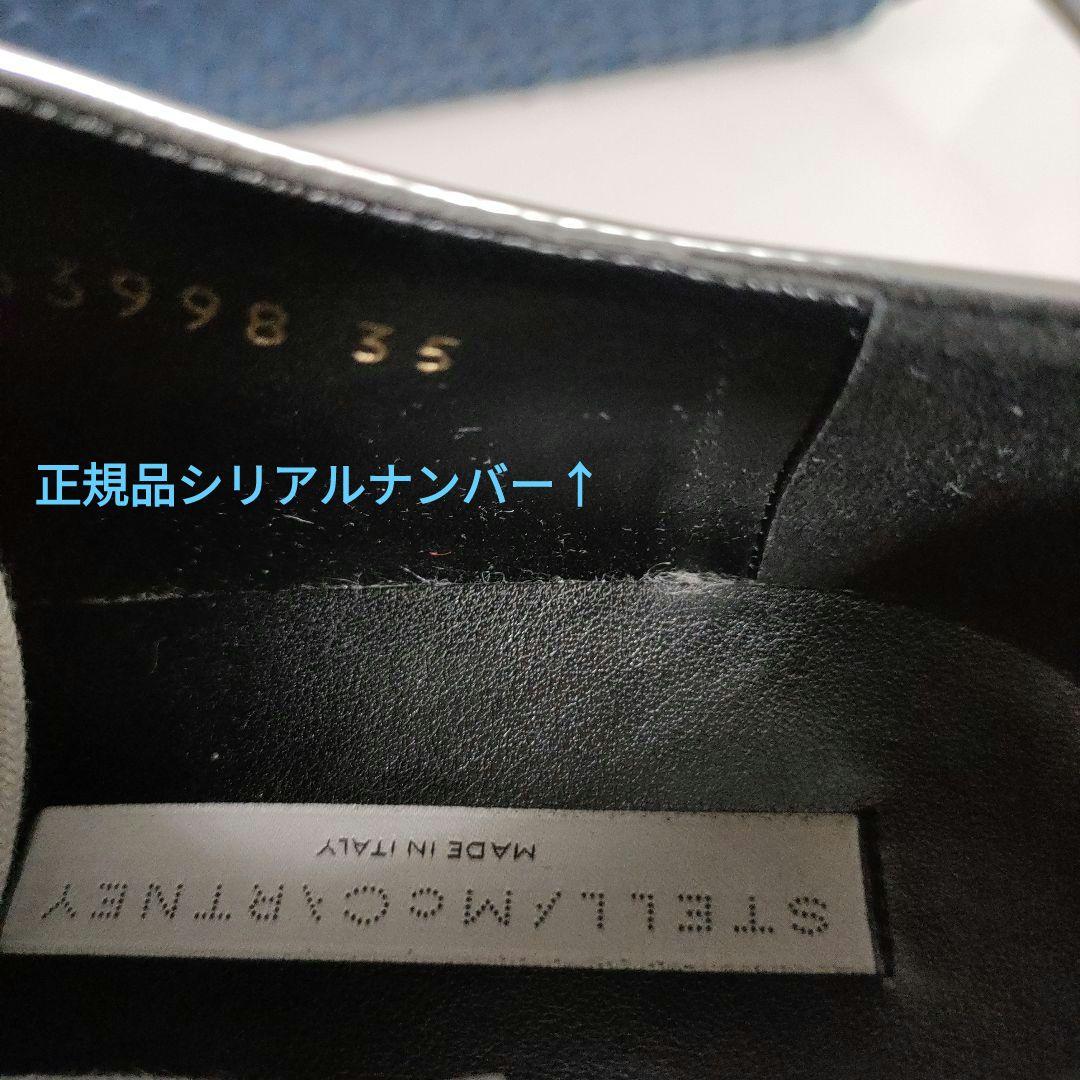 3998 35
正規品シリアルナンバー↑
MADE IN ITALY
STELLAMcCARTNEY